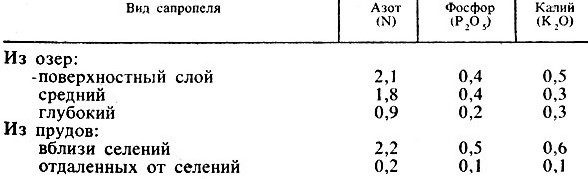 Вид сапропеля Азот (N) Фосфор (P₂O₅) Калий (K₂O)
Из озер:
-поверхностный слой 2,1 0,4 0,5
средний 1,8 0,4 0,3
глубокий 0,9 0,2 0,3
Из прудов:
вблизи селений 2,2 0,5 0,6
отдаленных от селений 0,2 0,1 0,1